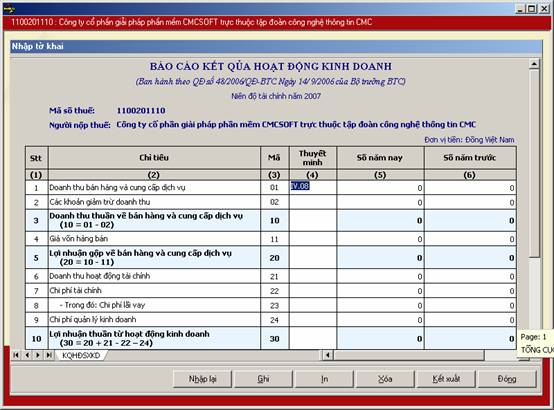 1100201110 : Công ty cổ phần giải pháp phần mềm CMCSOFT trực thuộc tập đoàn công nghệ thông tin CMC
Nhập tờ khai
BÁO CÁO KẾT QỦA HOẠT ĐỘNG KINH DOANH
(Ban hành theo QĐ số 48/2006/QĐ-BTC Ngày 14/9/2006 của Bộ trưởng BTC)
Niên độ tài chính năm 2007
Mã số thuế: 1100201110
Người nộp thuế: Công ty cổ phần giải pháp phần mềm CMCSOFT trực thuộc tập đoàn công nghệ thông tin CMC
Đơn vị tiền: Đồng Việt Nam
Stt Chỉ tiêu Mã Thuyết minh Số năm nay Số năm trước
(1) (2) (3) (4) (5) (6)
1 Doanh thu bán hàng và cung cấp dịch vụ 01 IV.08 0 0
2 Các khoản giảm trừ doanh thu 02 0 0
3 Doanh thu thuần về bán hàng và cung cấp dịch vụ 10 0 0
(10 = 01 - 02)
4 Giá vốn hàng bán 11 0 0
5 Lợi nhuận gộp về bán hàng và cung cấp dịch vụ 20 0 0
(20 = 10 - 11)
6 Doanh thu hoạt động tài chính 21 0 0
7 Chi phí tài chính 22 0 0
8 - Trong đó: Chi phí lãi vay 23 0 0
9 Chi phí quản lý kinh doanh 24 0 0
10 Lợi nhuận thuần từ hoạt động kinh doanh 30 0 0
(30 = 20 + 21 - 22 – 24)
Page: 1
TỔNG CỤC
KQHĐSXKD
Nhập lại Ghi In Xóa Kết xuất Đóng